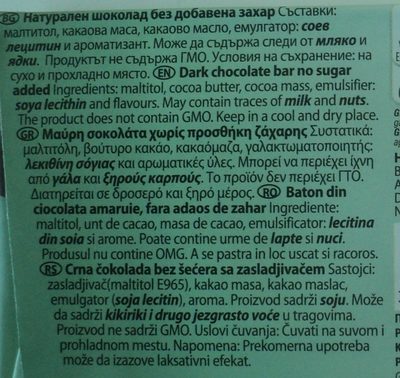 BG Натурален шоколад без добавена захар Съставки:
малтитол, какаова маса, какаово масло, емулгатор: соев
лецитин и ароматизант. Може да съдържа следи от мляко и
ядки. Продуктът не съдържа ГМО. Условия на съхранение: на
сухо и прохладно място. EN Dark chocolate bar no sugar
added Ingredients: maltitol, cocoa butter, cocoa mass, emulsifier:
soya lecithin and flavours. May contain traces of milk and nuts.
The product does not contain GMO. Keep in a cool and dry place.
GR Μαύρη σοκολάτα χωρίς προσθήκη ζάχαρης Συστατικά:
μαλτιτόλη, βούτυρο κακάο, κακαόμαζα, γαλακτωματοποιητής:
λεκιθίνη σόγιας και αρωματικές ύλες. Μπορεί να περιέχει ίχνη
από γάλα και ξηρούς καρπούς. Το προϊόν δεν περιέχει ΓΤΟ.
Διατηρείται σε δροσερό και ξηρό μέρος. RO Baton din
ciocolata amaruie, fara adaos de zahar Ingrediente:
maltitol, unt de cacao, masa de cacao, emulsificator: lecitina
din soia si arome. Poate contine urme de lapte si nuci.
Produsul nu contine OMG. A se pastra in loc uscat si racoros.
RS Crna čokolada bez šećera sa zaslađivačem Sastojci:
zaslađivač(maltitol E965), kakao masa, kakao maslac,
emulgator (soja lecitin), aroma. Proizvod sadrži soju. Može
da sadrži kikiriki i drugo jezgrasto voće u tragovima.
Proizvod ne sadrži GMO. Uslovi čuvanja: Čuvati na suvom i
prohladnom mestu. Napomena: Prekomerna upotreba
može da izazove laksativni efekat.